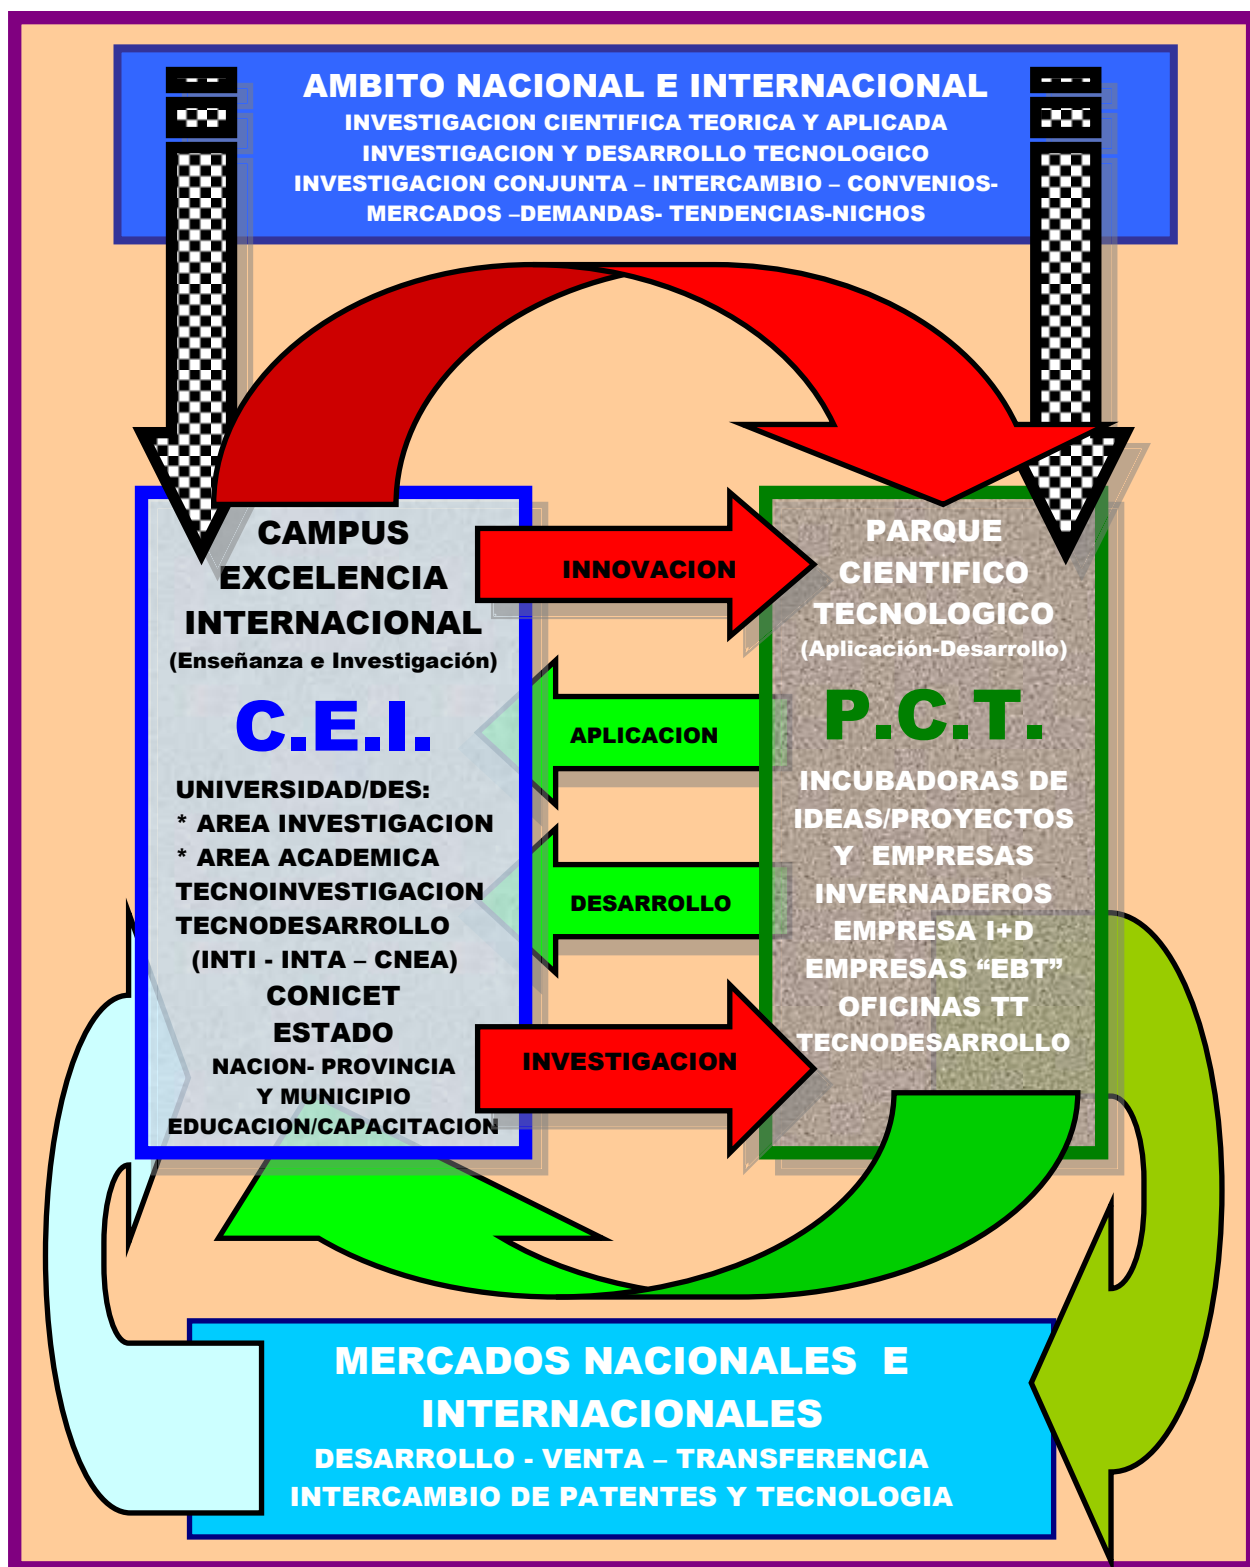 AMBITO NACIONAL E INTERNACIONAL
INVESTIGACION CIENTIFICA TEORICA Y APLICADA
INVESTIGACION Y DESARROLLO TECNOLOGICO
INVESTIGACION CONJUNTA – INTERCAMBIO – CONVENIOS-
MERCADOS –DEMANDAS- TENDENCIAS-NICHOS
CAMPUS
EXCELENCIA
INTERNACIONAL
(Enseñanza e Investigación)
C.E.I.
UNIVERSIDAD/DES:
* AREA INVESTIGACION
* AREA ACADEMICA
TECNOINVESTIGACION
TECNODESARROLLO
(INTI - INTA – CNEA)
CONICET
ESTADO
NACION- PROVINCIA
Y MUNICIPIO
EDUCACION/CAPACITACION
INNOVACION
APLICACION
DESARROLLO
INVESTIGACION
PARQUE
CIENTIFICO
TECNOLOGICO
(Aplicación-Desarrollo)
P.C.T.
INCUBADORAS DE
IDEAS/PROYECTOS
Y EMPRESAS
INVERNADEROS
EMPRESA I+D
EMPRESAS “EBT”
OFICINAS TT
TECNODESARROLLO
MERCADOS NACIONALES E
INTERNACIONALES
DESARROLLO - VENTA – TRANSFERENCIA
INTERCAMBIO DE PATENTES Y TECNOLOGIA